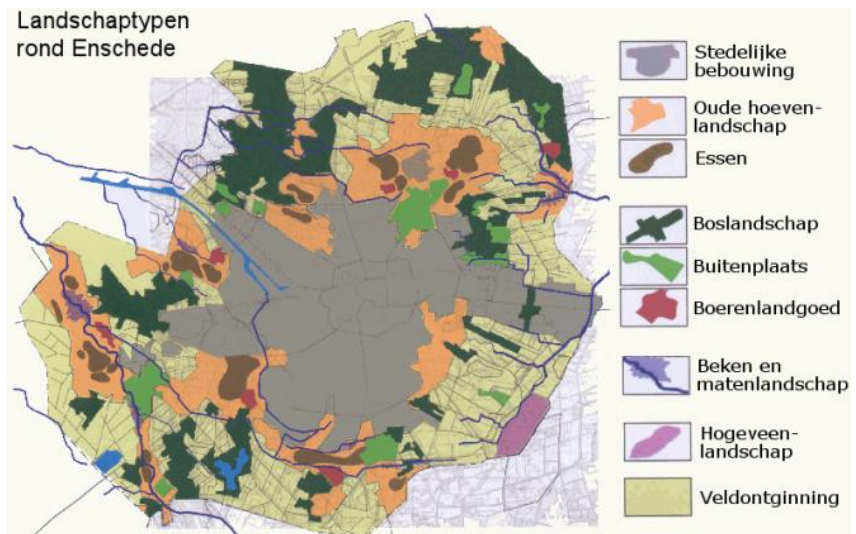 Landschaptypen
rond Enschede
Stedelijke
bebouwing
Oude hoeven-
landschap
Essen
Boslandschap
Buitenplaats
Boerenlandgoed
Beken en
matenlandschap
Hogeveen-
landschap
Veldontginning